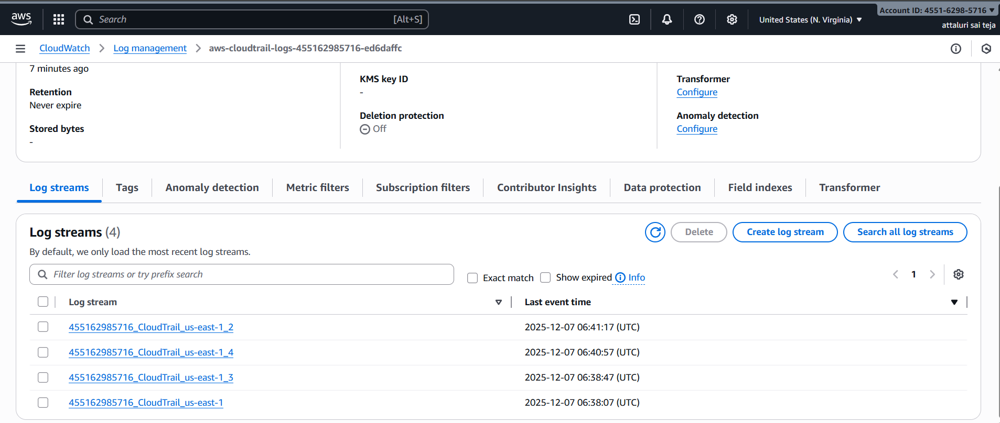 aws
Search [Alt+S]
United States (N. Virginia)
Account ID: 4551-6298-5716
attaluri sai teja
CloudWatch
Log management
aws-cloudtrail-logs-455162985716-ed6daffc
7 minutes ago
Retention
Never expire
Stored bytes
-
KMS key ID
-
Deletion protection
Off
Transformer
Configure
Anomaly detection
Configure
Log streams Tags Anomaly detection Metric filters Subscription filters Contributor Insights Data protection Field indexes Transformer
Log streams (4)
Delete Create log stream Search all log streams
By default, we only load the most recent log streams.
Filter log streams or try prefix search Exact match Show expired Info 1
Log stream Last event time
455162985716_CloudTrail_us-east-1_2 2025-12-07 06:41:17 (UTC)
455162985716_CloudTrail_us-east-1_4 2025-12-07 06:40:57 (UTC)
455162985716_CloudTrail_us-east-1_3 2025-12-07 06:38:47 (UTC)
455162985716_CloudTrail_us-east-1 2025-12-07 06:38:07 (UTC)